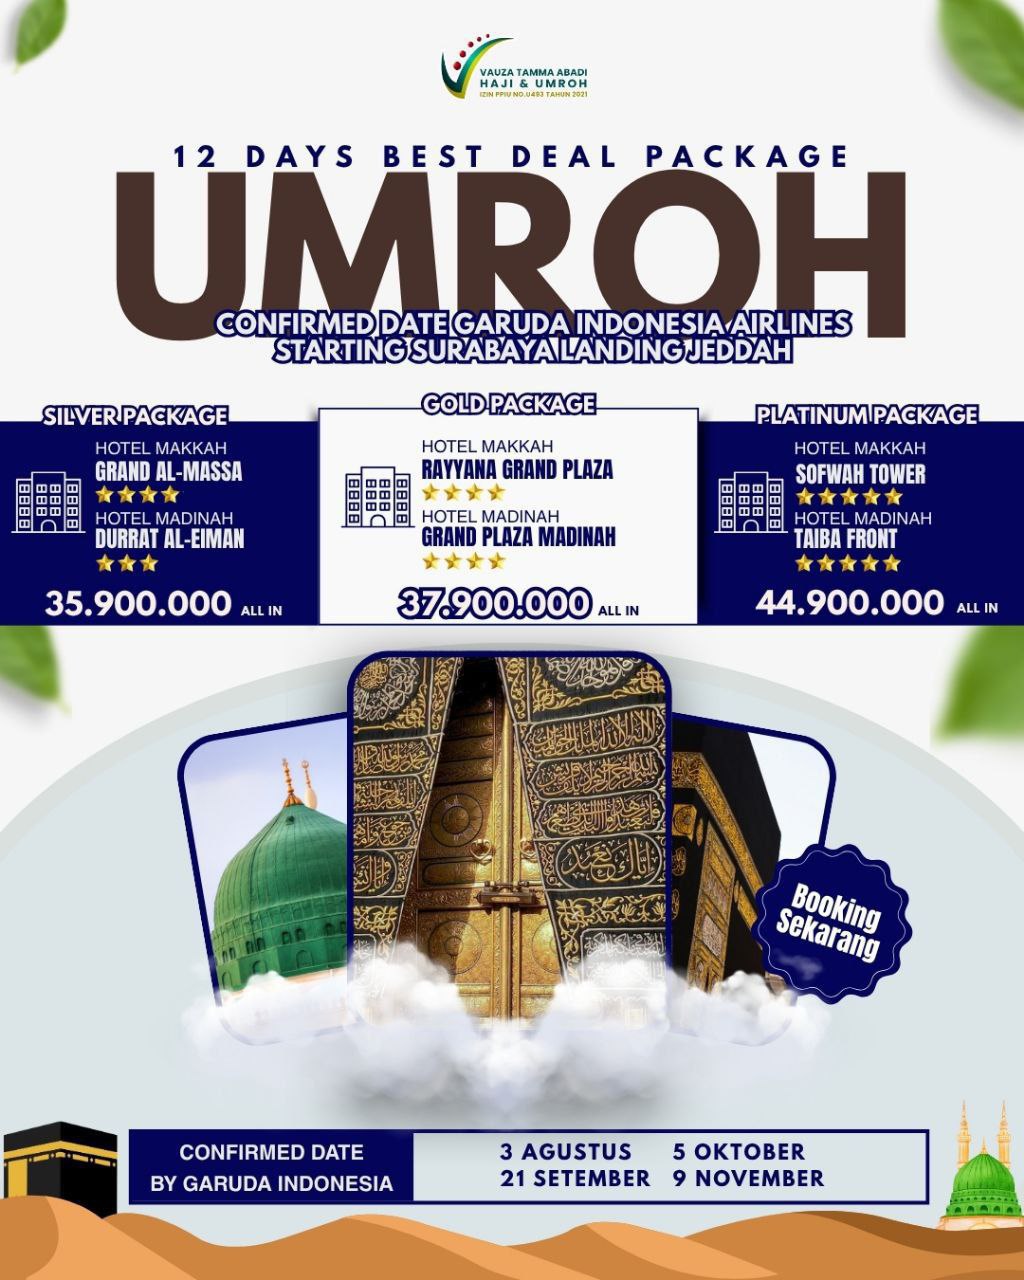 VAUZA TAMMA ABADI
HAJI & UMROH
IZIN PPIU NO.U493 TAHUN 2021
12 DAYS BEST DEAL PACKAGE
UMROH
CONFIRMED DATE GARUDA INDONESIA AIRLINES
STARTING SURABAYA LANDING JEDDAH
SILVER PACKAGE
HOTEL MAKKAH
GRAND AL-MASSA
HOTEL MADINAH
DURRAT AL-EIMAN
35.900.000 ALL IN
GOLD PACKAGE
HOTEL MAKKAH
RAYYANA GRAND PLAZA
HOTEL MADINAH
GRAND PLAZA MADINAH
37.900.000 ALL IN
PLATINUM PACKAGE
HOTEL MAKKAH
SOFWAH TOWER
HOTEL MADINAH
TAIBA FRONT
44.900.000 ALL IN
Booking
Sekarang
CONFIRMED DATE
BY GARUDA INDONESIA
3 AGUSTUS 5 OKTOBER
21 SETEMBER 9 NOVEMBER